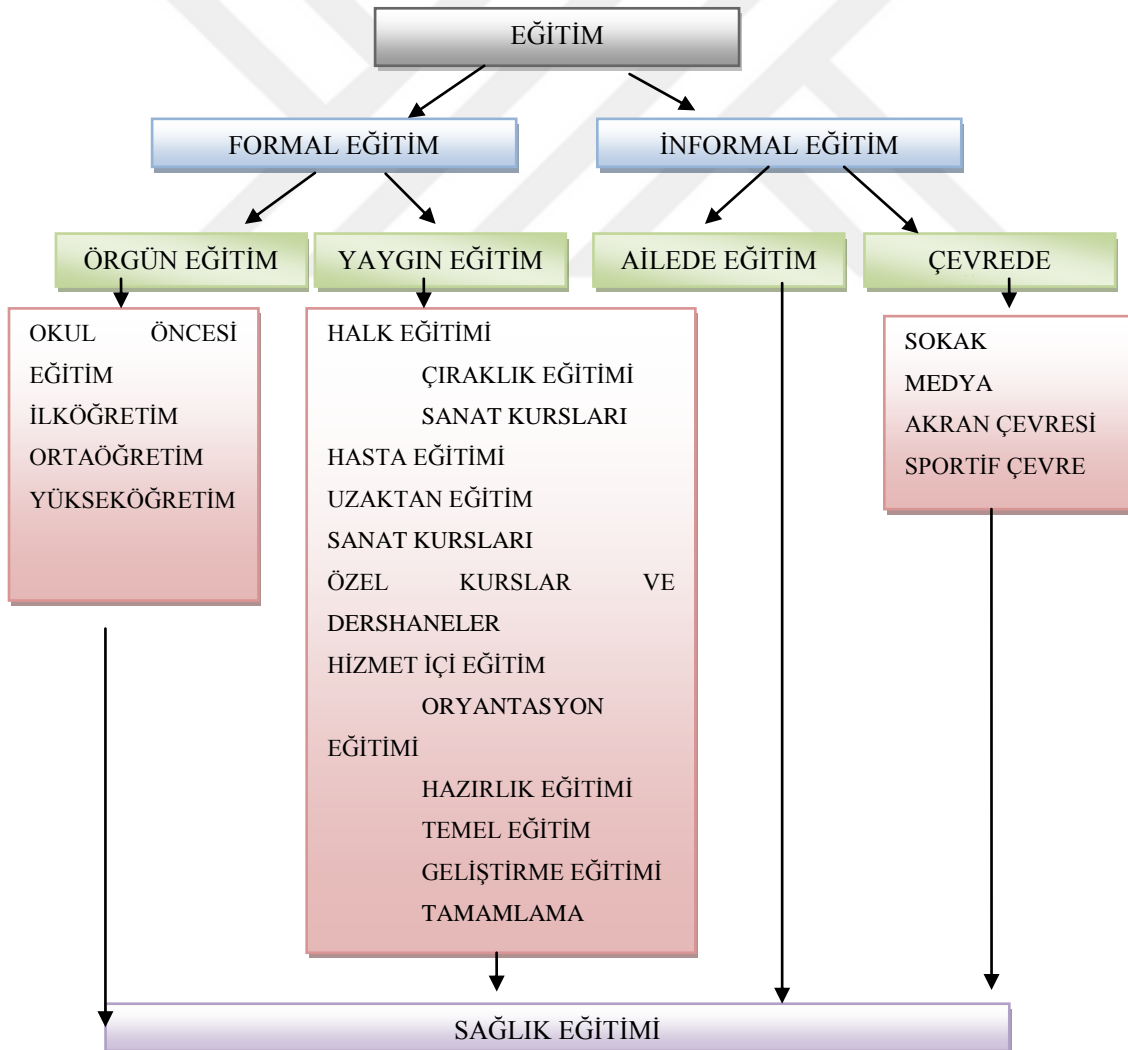 EĞİTİM
FORMAL EĞİTİM
İNFORMAL EĞİTİM
ÖRGÜN EĞİTİM
YAYGIN EĞİTİM
AİLEDE EĞİTİM
ÇEVREDE
OKUL ÖNCESİ
EĞİTİM
İLKÖĞRETİM
ORTAÖĞRETİM
YÜKSEKÖĞRETİM
HALK EĞİTİMİ
ÇIRAKLIK EĞİTİMİ
SANAT KURSLARI
HASTA EĞİTİMİ
UZAKTAN EĞİTİM
SANAT KURSLARI
ÖZEL KURSLAR VE
DERSHANELER
HİZMET İÇİ EĞİTİM
ORYANTASYON
EĞİTİMİ
HAZIRLIK EĞİTİMİ
TEMEL EĞİTİM
GELİŞTİRME EĞİTİMİ
TAMAMLAMA
SOKAK
MEDYA
AKRAN ÇEVRESİ
SPORTİF ÇEVRE
SAĞLIK EĞİTİMİ